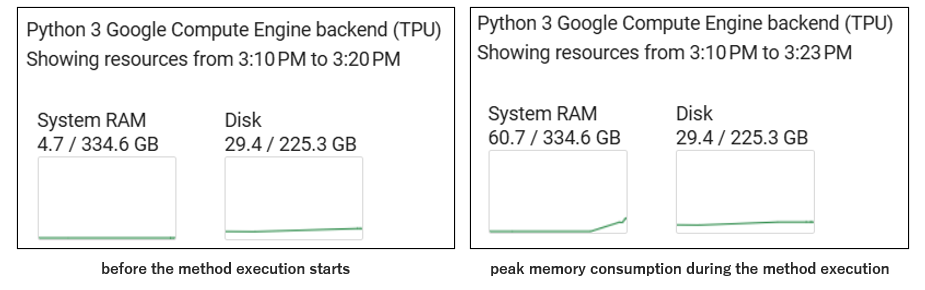 Python 3 Google Compute Engine backend (TPU)
Showing resources from 3:10 PM to 3:20 PM
System RAM
4.7 / 334.6 GB
Disk
29.4 / 225.3 GB
before the method execution starts
Python 3 Google Compute Engine backend (TPU)
Showing resources from 3:10 PM to 3:23 PM
System RAM
60.7 / 334.6 GB
Disk
29.4 / 225.3 GB
peak memory consumption during the method execution